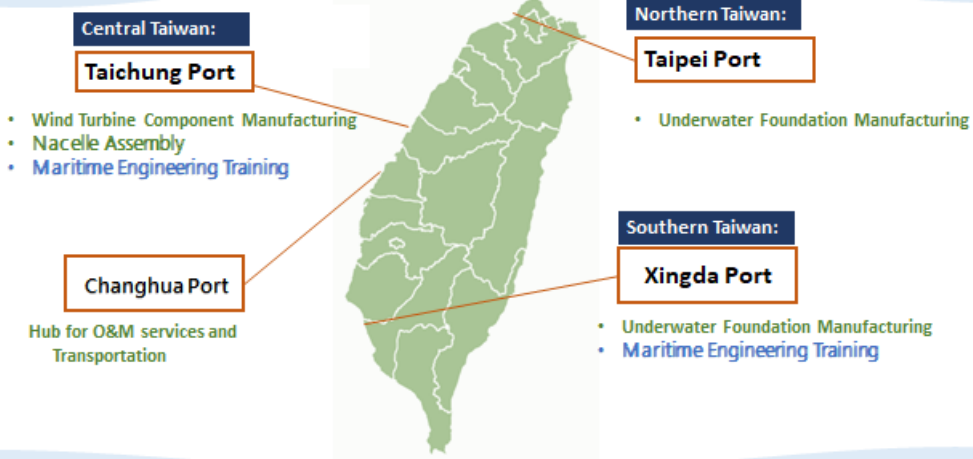 Central Taiwan:
Taichung Port
• Wind Turbine Component Manufacturing
• Nacelle Assembly
• Maritime Engineering Training
Changhua Port
Hub for O&M services and
Transportation
Northern Taiwan:
Taipei Port
• Underwater Foundation Manufacturing
Southern Taiwan:
Xingda Port
• Underwater Foundation Manufacturing
• Maritime Engineering Training